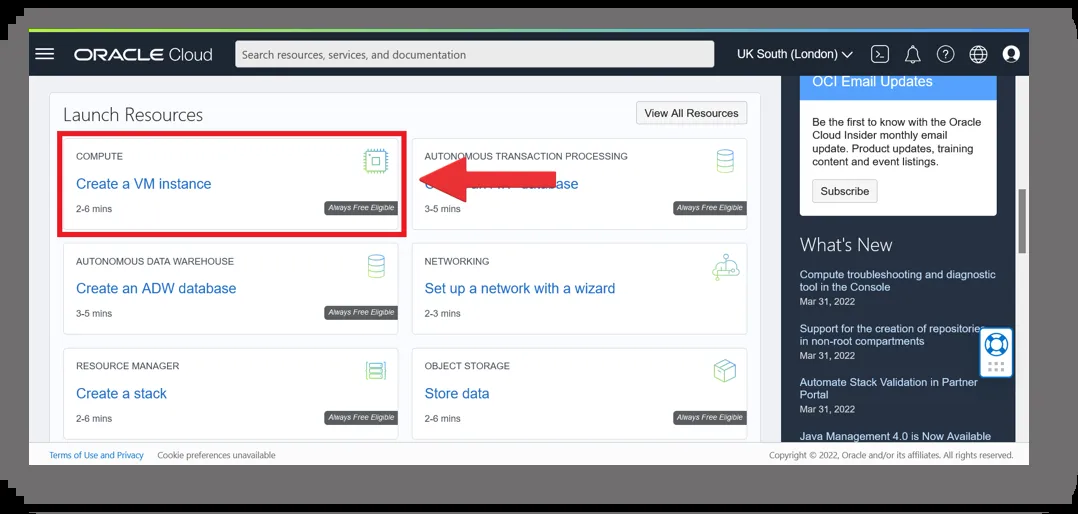 ORACLE Cloud
Search resources, services, and documentation
UK South (London)
Launch Resources
View All Resources
COMPUTE
Create a VM instance
2-6 mins
Always Free Eligible
AUTONOMOUS TRANSACTION PROCESSING
database
3-5 mins
Always Free Eligible
AUTONOMOUS DATA WAREHOUSE
Create an ADW database
3-5 mins
Always Free Eligible
NETWORKING
Set up a network with a wizard
2-3 mins
RESOURCE MANAGER
Create a stack
2-6 mins
Always Free Eligible
OBJECT STORAGE
Store data
2-6 mins
Always Free Eligible
OCI Email Updates
Be the first to know with the Oracle
Cloud Insider monthly email
update. Product updates, training
content and event listings.
Subscribe
What's New
Compute troubleshooting and diagnostic
tool in the Console
Mar 31, 2022
Support for the creation of repositories
in non-root compartments
Mar 31, 2022
Automate Stack Validation in Partner
Portal
Mar 31, 2022
Java Management 4.0 is Now Available
Terms of Use and Privacy
Cookie preferences unavailable
Copyright © 2022, Oracle and/or its affiliates. All rights reserved.